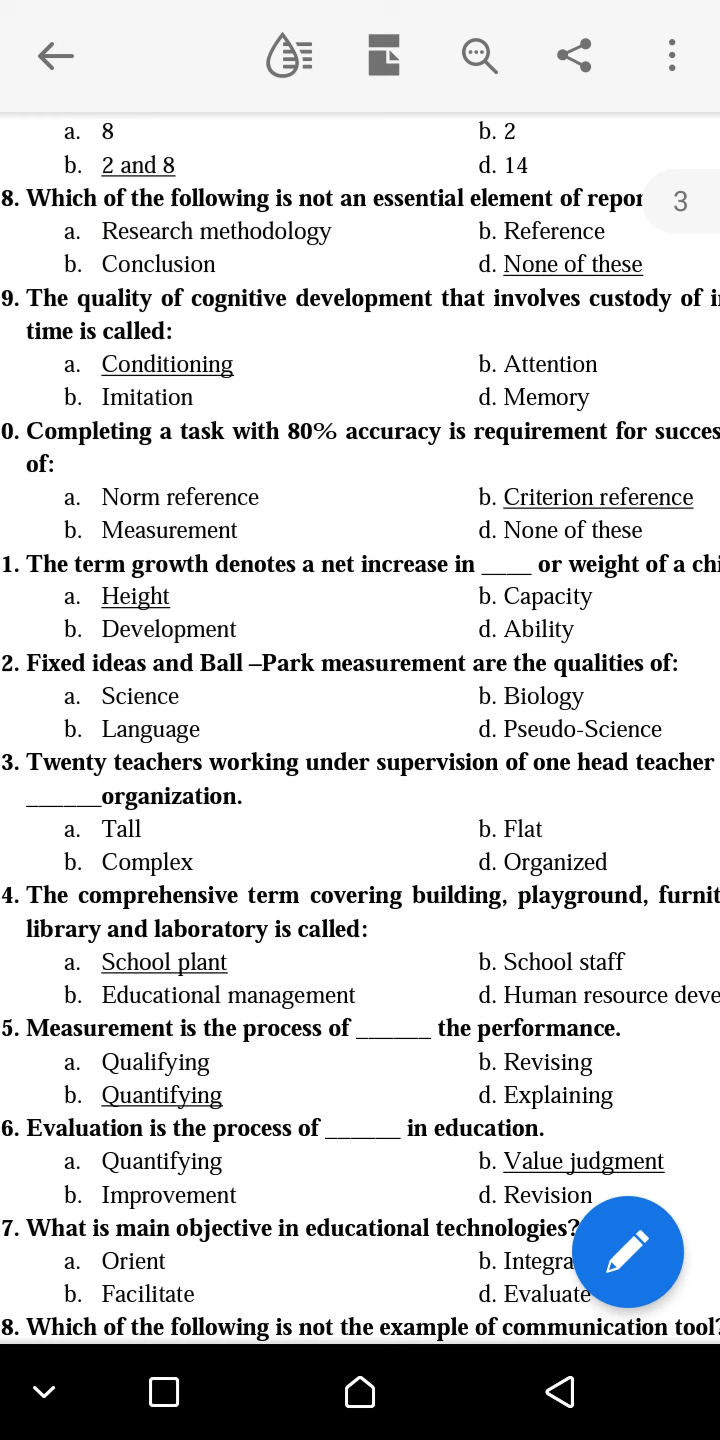 a. 8 b. 2
b. 2 and 8 d. 14
8. Which of the following is not an essential element of repor
3
a. Research methodology b. Reference
b. Conclusion d. None of these
9. The quality of cognitive development that involves custody of i
time is called:
a. Conditioning b. Attention
b. Imitation d. Memory
0. Completing a task with 80% accuracy is requirement for succes
of:
a. Norm reference b. Criterion reference
b. Measurement d. None of these
1. The term growth denotes a net increase in ____ or weight of a chi
a. Height b. Capacity
b. Development d. Ability
2. Fixed ideas and Ball –Park measurement are the qualities of:
a. Science b. Biology
b. Language d. Pseudo-Science
3. Twenty teachers working under supervision of one head teacher
______organization.
a. Tall b. Flat
b. Complex d. Organized
4. The comprehensive term covering building, playground, furnit
library and laboratory is called:
a. School plant b. School staff
b. Educational management d. Human resource deve
5. Measurement is the process of ______ the performance.
a. Qualifying b. Revising
b. Quantifying d. Explaining
6. Evaluation is the process of ______ in education.
a. Quantifying b. Value judgment
b. Improvement d. Revision
7. What is main objective in educational technologies?
a. Orient b. Integra
b. Facilitate d. Evaluate
8. Which of the following is not the example of communication tool?